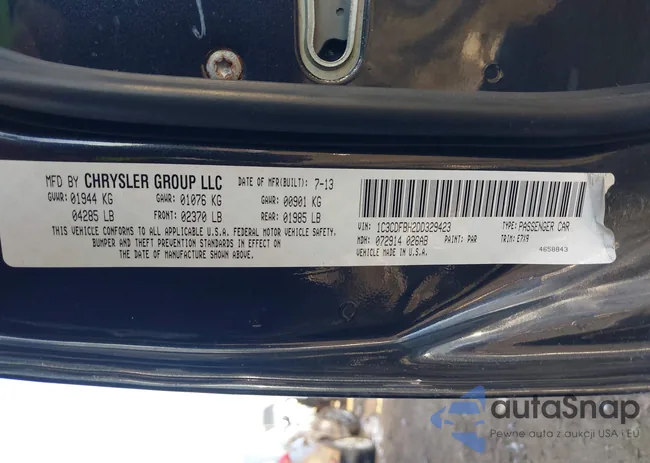 MFD BY CHRYSLER GROUP LLC DATE OF MFR(BUILT): 7-13
GVWR: 01944 KG GAWR: 01076 KG GAWR: 00901 KG
04285 LB FRONT: 02370 LB REAR: 01985 LB
THIS VEHICLE CONFORMS TO ALL APPLICABLE U.S.A. FEDERAL MOTOR VEHICLE SAFETY,
BUMPER AND THEFT PREVENTION STANDARDS IN EFFECT ON
THE DATE OF MANUFACTURE SHOWN ABOVE.
VIN: 1C3CDFBH2DD329423 TYPE: PASSENGER CAR
MDH: 072914 026AB PAINT: PAR TRIM: E7X9
VEHICLE MADE IN U.S.A. 4658843
autaSnap
Pewne auta z aukcji USA i EU